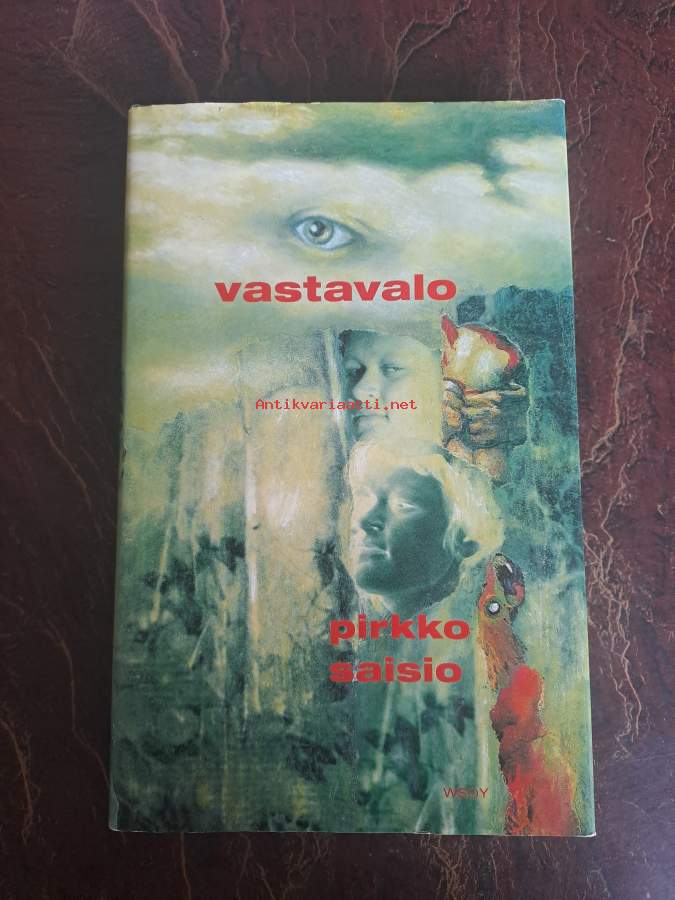 vastavalo
Antikvariaatti.net
pirkko
saisio
WSOY